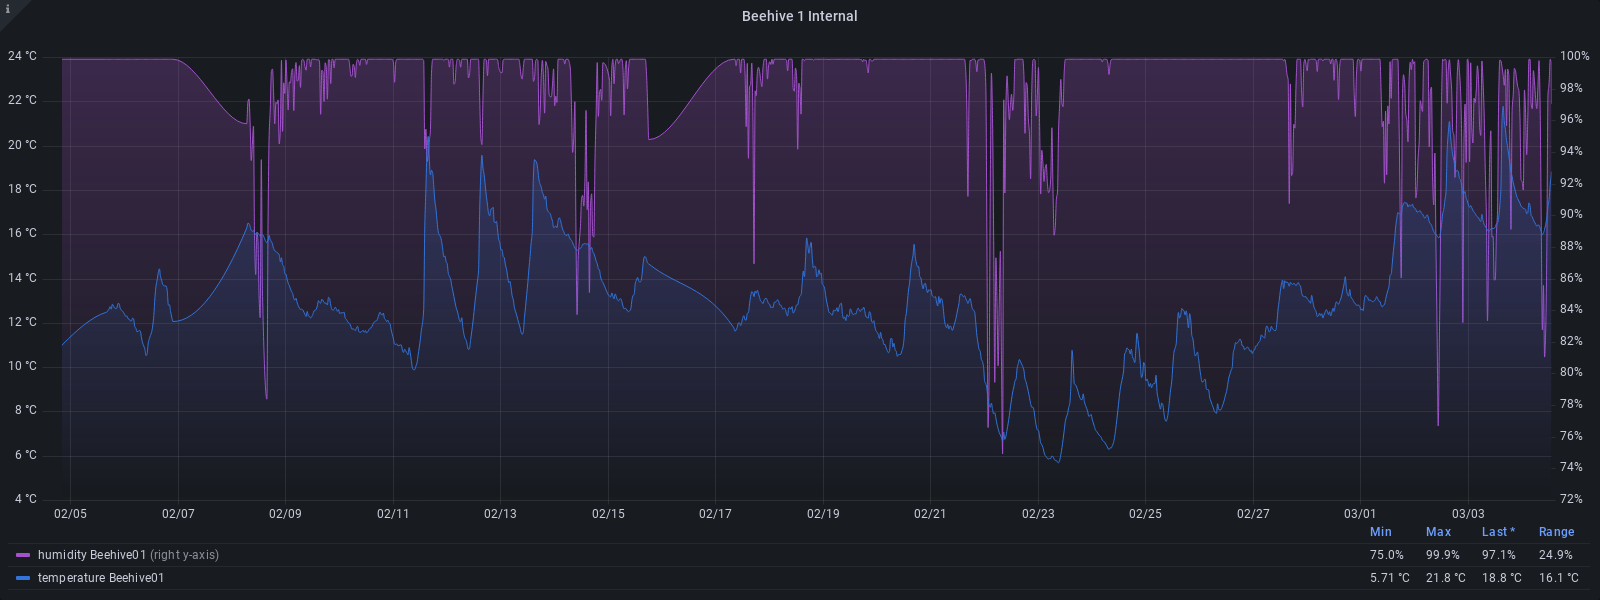 i
Beehive 1 Internal
24 °C 100%
98%
22 °C
96%
20 °C
94%
18 °C
92%
90%
16 °C
88%
14 °C
86%
84%
12 °C
82%
10 °C
80%
8 °C
78%
76%
6 °C
74%
4 °C 72%
02/05 02/07 02/09 02/11 02/13 02/15 02/17 02/19 02/21 02/23 02/25 02/27 03/01 03/03
Min Max Last * Range
humidity Beehive01 (right y-axis) 75.0% 99.9% 97.1% 24.9%
temperature Beehive01 5.71 °C 21.8 °C 18.8 °C 16.1 °C